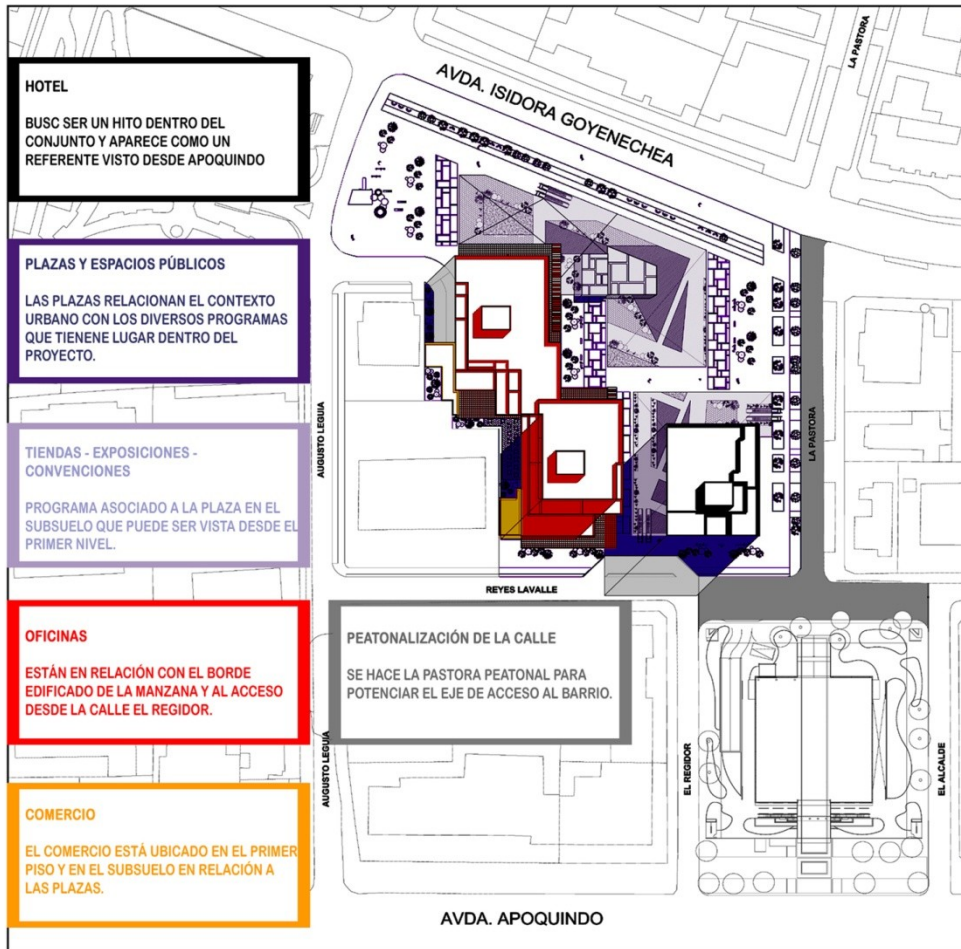 HOTEL
BUSC SER UN HITO DENTRO DEL
CONJUNTO Y APARECE COMO UN
REFERENTE VISTO DESDE APOQUINDO
PLAZAS Y ESPACIOS PÚBLICOS
LAS PLAZAS RELACIONAN EL CONTEXTO
URBANO CON LOS DIVERSOS PROGRAMAS
QUE TIENENE LUGAR DENTRO DEL
PROYECTO.
TIENDAS - EXPOSICIONES -
CONVENCIONES
PROGRAMA ASOCIADO A LA PLAZA EN EL
SUBSUELO QUE PUEDE SER VISTA DESDE EL
PRIMER NIVEL.
OFICINAS
ESTÁN EN RELACIÓN CON EL BORDE
EDIFICADO DE LA MANZANA Y AL ACCESO
DESDE LA CALLE EL REGIDOR.
COMERCIO
EL COMERCIO ESTÁ UBICADO EN EL PRIMER
PISO Y EN EL SUBSUELO EN RELACIÓN A
LAS PLAZAS.
PEATONALIZACIÓN DE LA CALLE
SE HACE LA PASTORA PEATONAL PARA
POTENCIAR EL EJE DE ACCESO AL BARRIO.
AVDA. ISIDORA GOYENECHEA
LA PASTORA
LA PASTORA
AUGUSTO LEGUIA
REYES LAVALLE
AUGUSTO LEGUIA
EL REGIDOR
EL ALCALDE
AVDA. APOQUINDO